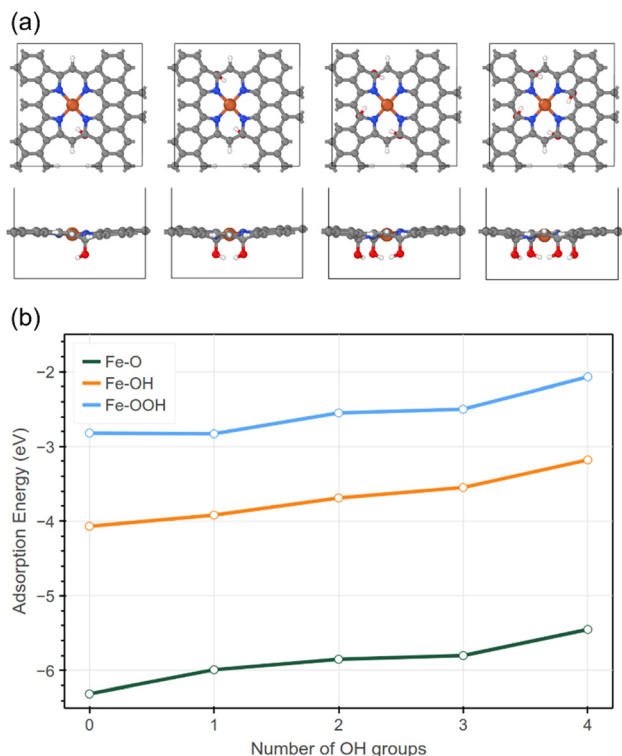 (a)
(b)
Fe-O
Fe-OH
Fe-OOH
Adsorption Energy (eV)
−2
−3
−4
−5
−6
0 1 2 3 4
Number of OH groups